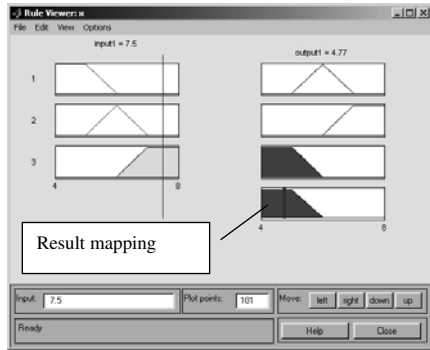 Rule Viewer: x
File Edit View Options
input1 = 7.5
output1 = 4.77
1
2
3
4 8
Result mapping
4 8
Input: 7.5 Plot points: 101 Move: left right down up
Ready Help Close